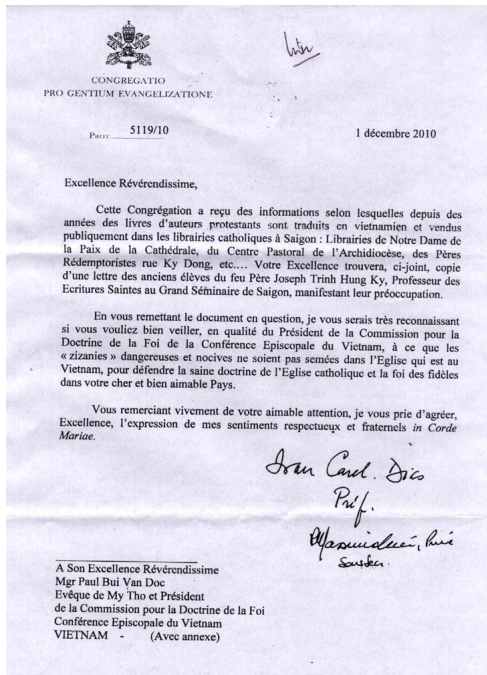 CONGREGATIO
PRO GENTIUM EVANGELIZATIONE
PROT. 5119/10
1 décembre 2010
Excellence Révérendissime,
Cette Congrégation a reçu des informations selon lesquelles depuis des
années des livres d'auteurs protestants sont traduits en vietnamien et vendus
publiquement dans les librairies catholiques à Saigon : Librairies de Notre Dame de
la Paix de la Cathédrale, du Centre Pastoral de l'Archidiocèse, des Pères
Rédemptoristes rue Ky Dong, etc.... Votre Excellence trouvera, ci-joint, copie
d'une lettre des anciens élèves du feu Père Joseph Trinh Hung Ky, Professeur des
Ecritures Saintes au Grand Séminaire de Saigon, manifestant leur préoccupation.
En vous remettant le document en question, je vous serais très reconnaissant
si vous vouliez bien veiller, en qualité du Président de la Commission pour la
Doctrine de la Foi de la Conférence Episcopale du Vietnam, à ce que les
« zizanies » dangereuses et nocives ne soient pas semées dans l'Eglise qui est au
Vietnam, pour défendre la saine doctrine de l'Eglise catholique et la foi des fidèles
dans votre cher et bien aimable Pays.
Vous remerciant vivement de votre aimable attention, je vous prie d'agréer,
Excellence, l'expression de mes sentiments respectueux et fraternels in Corde
Mariae.
Ivan Card. Dias
Préf.
A Son Excellence Révérendissime
Mgr Paul Bui Van Doc
Evêque de My Tho et Président
de la Commission pour la Doctrine de la Foi
Conférence Episcopale du Vietnam
VIETNAM - (Avec annexe)